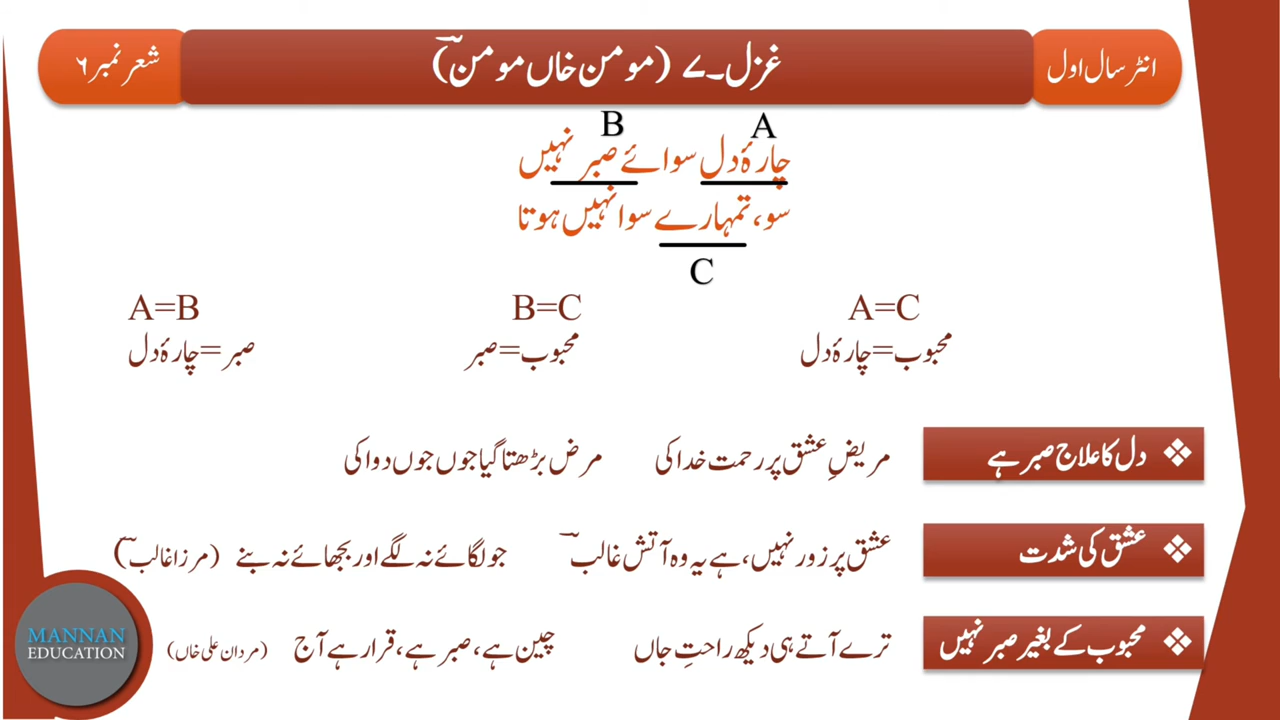 انٹر سال اول
غزل۔۷ (مومن خاں مومنؔ)
شعر نمبر ۶
A B
چارۂ دل سوائے صبر نہیں
سو، تمہارے سوا نہیں ہوتا
C
A=C B=C A=B
محبوب=چارۂ دل محبوب=صبر صبر=چارۂ دل
❖ دل کا علاج صبر ہے
مریضِ عشق پر رحمت خدا کی مرض بڑھتا گیا جوں جوں دوا کی
❖ عشق کی شدت
عشق پر زور نہیں، ہے یہ وہ آتش غالبؔ جو لگائے نہ لگے اور بجھائے نہ بنے (مرزا غالبؔ)
❖ محبوب کے بغیر صبر نہیں
ترے آتے ہی دیکھ راحتِ جاں چین ہے، صبر ہے، قرار ہے آج (مردان علی خاں)
MANNAN
EDUCATION